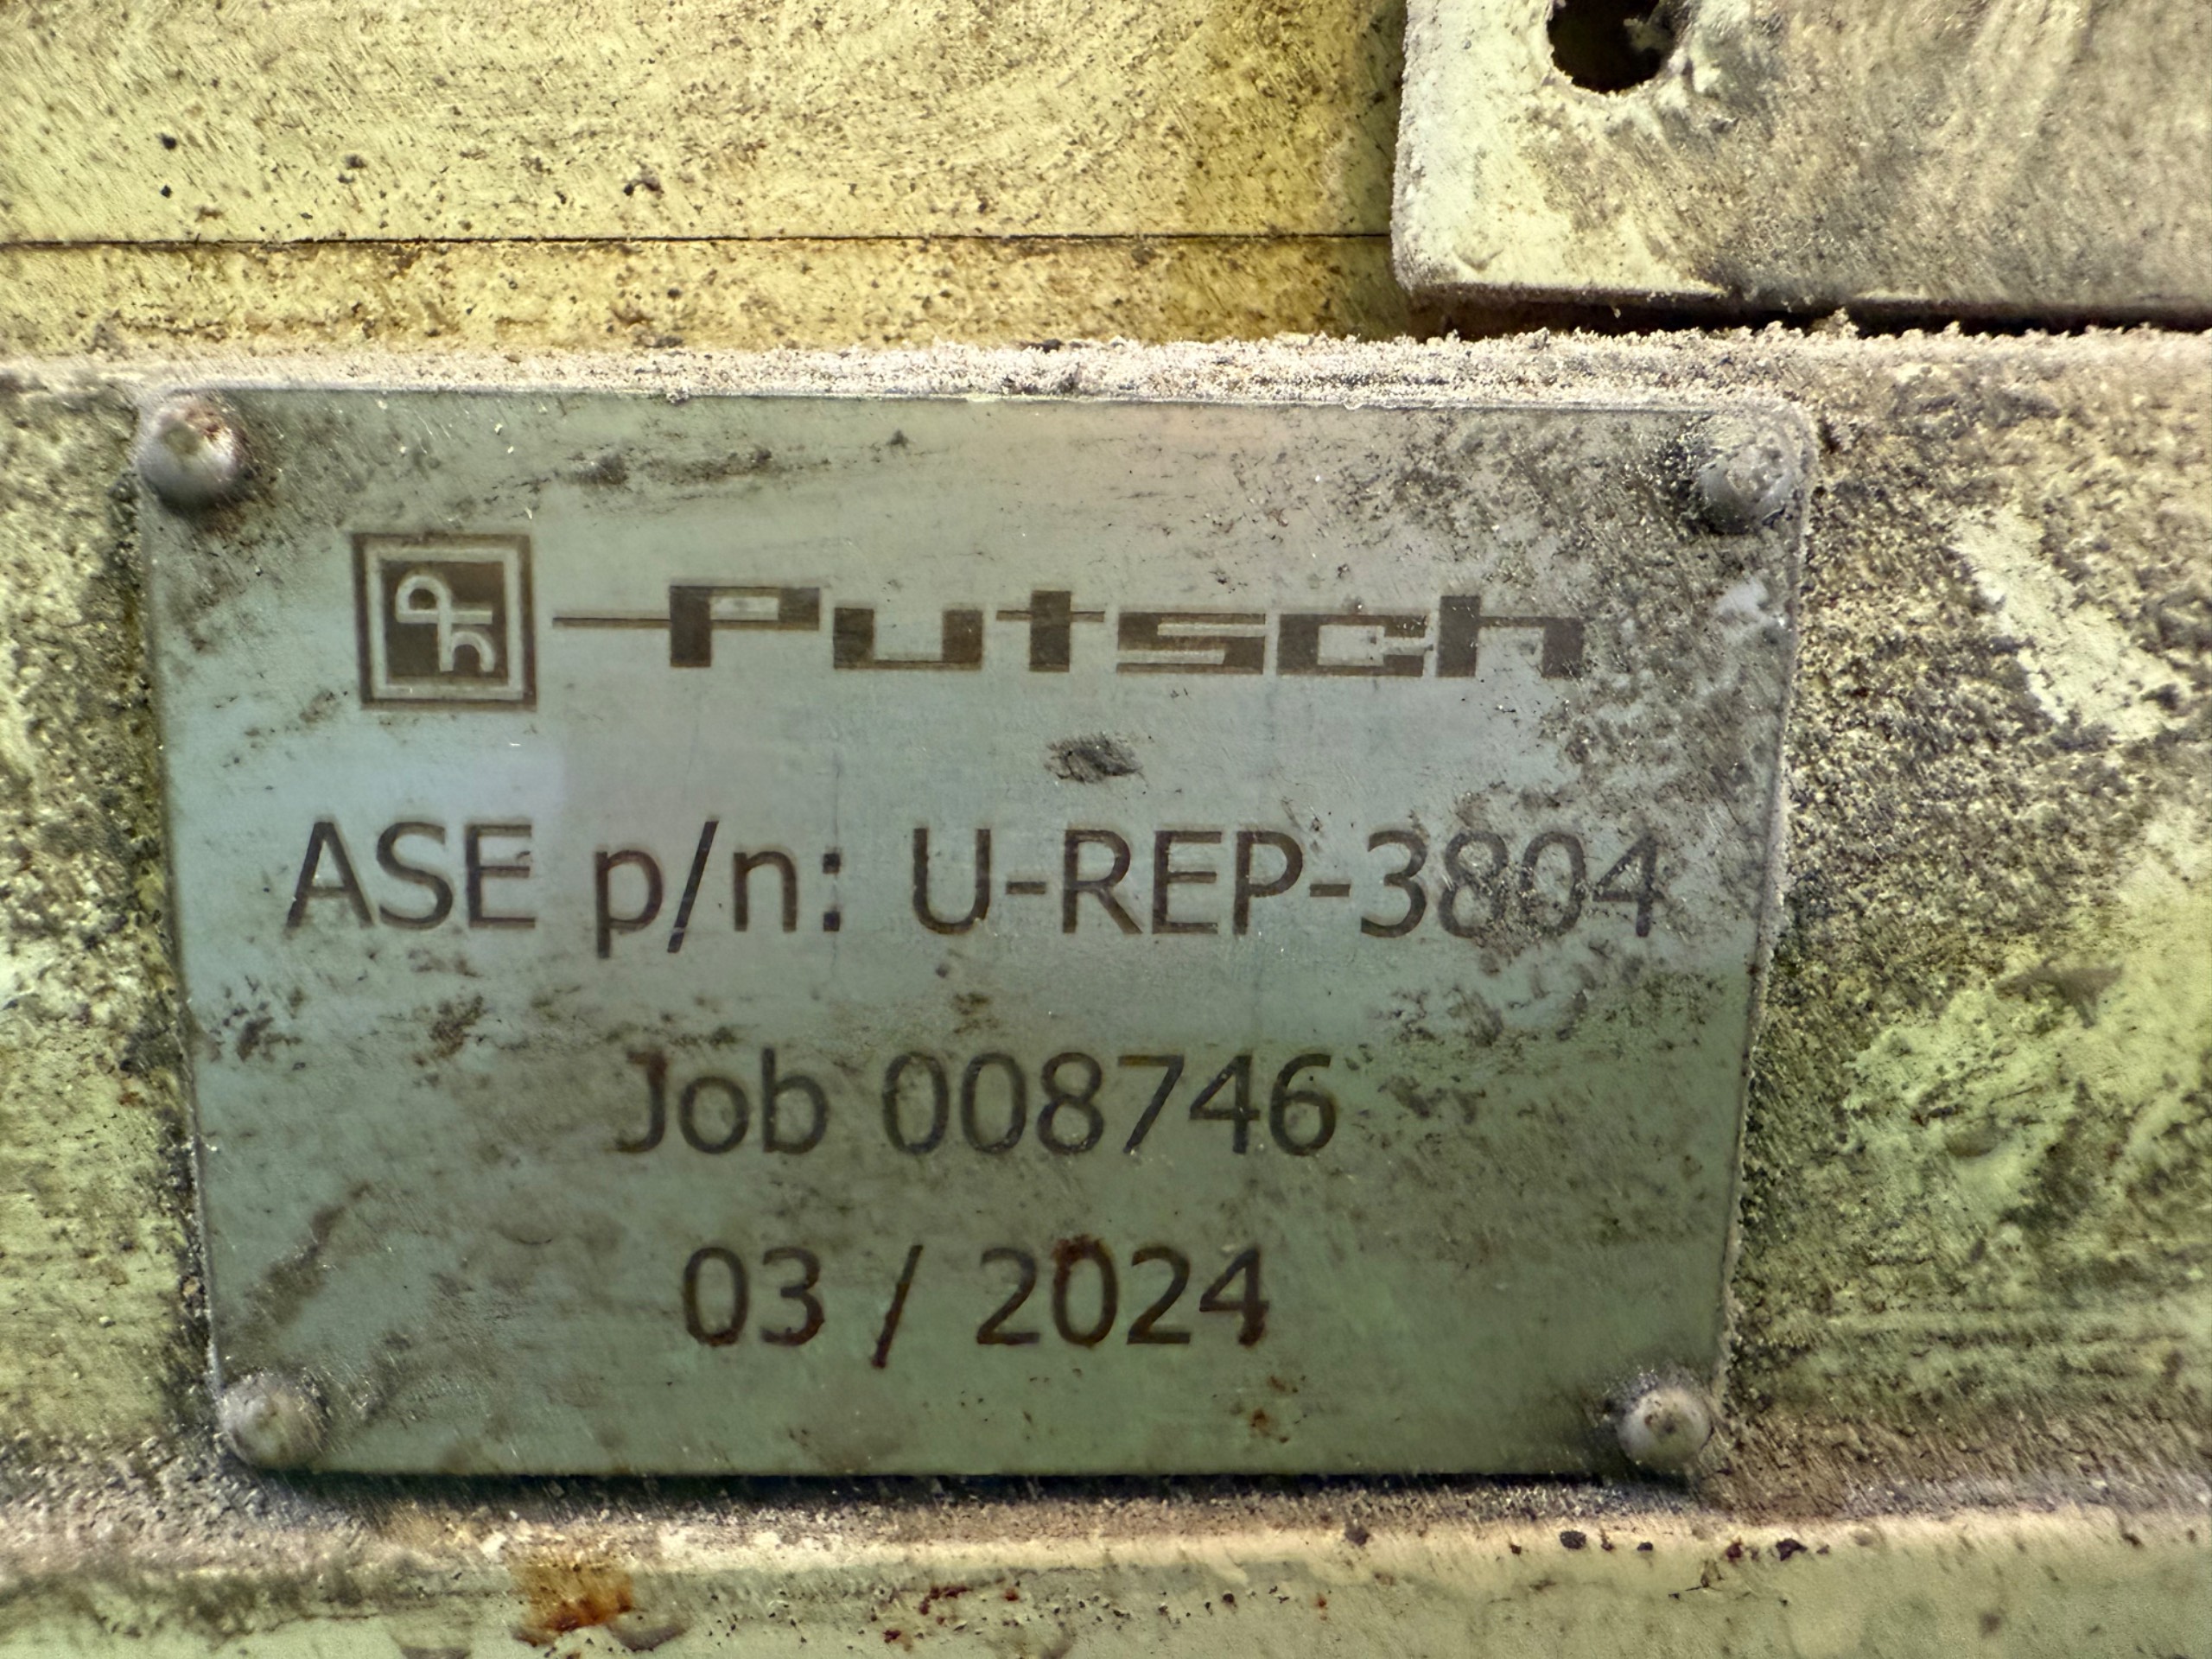 Putsch
ASE p/n: U-REP-3804
Job 008746
03 / 2024